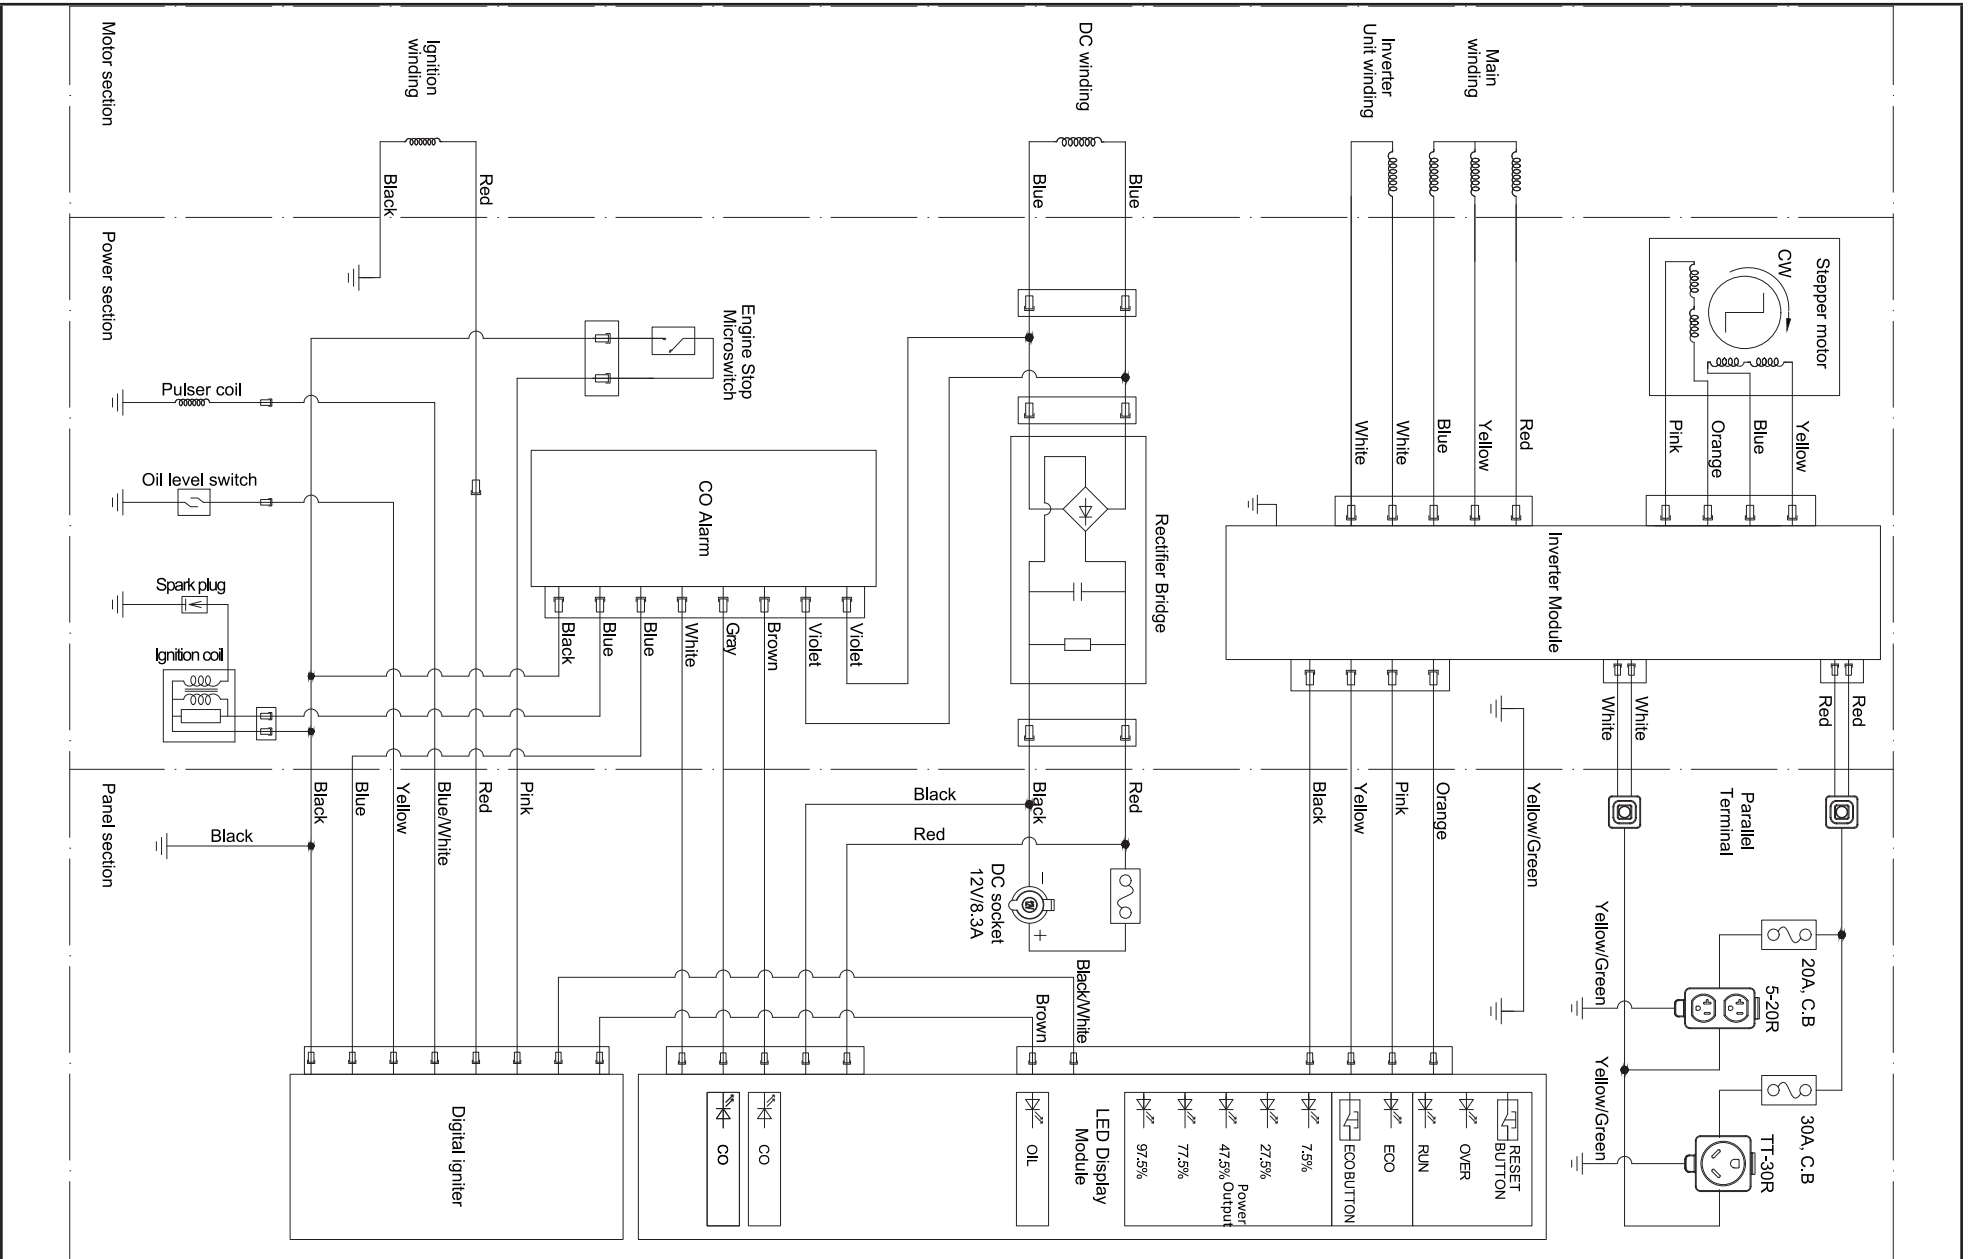 Motor section
Ignition
winding
DC winding
Inverter
Unit winding
Main
winding
Black
Red
Blue
Blue
Power section
Pulser coil
Oil level switch
Spark plug
Ignition coil
Engine Stop
Microswitch
CO Alarm
Black
Blue
Blue
White
Gray
Brown
Violet
Violet
Rectifier Bridge
Stepper motor
CW
White
White
Blue
Yellow
Red
Pink
Orange
Blue
Yellow
Inverter Module
White
White
Red
Red
Panel section
Black
Black
Blue
Yellow
Blue/White
Red
Pink
Black
Red
Black
Red
DC socket
12V/8.3A
12V
−
+
Black
Yellow
Pink
Orange
Yellow/Green
Parallel
Terminal
Yellow/Green
20A, C.B
5-20R
Yellow/Green
30A, C.B
TT-30R
Black/White
Brown
Digital igniter
CO
CO
OIL
LED Display
Module
97.5%
77.5%
47.5%
27.5%
7.5%
Power
Output
ECO BUTTON
ECO
RUN
OVER
RESET
BUTTON